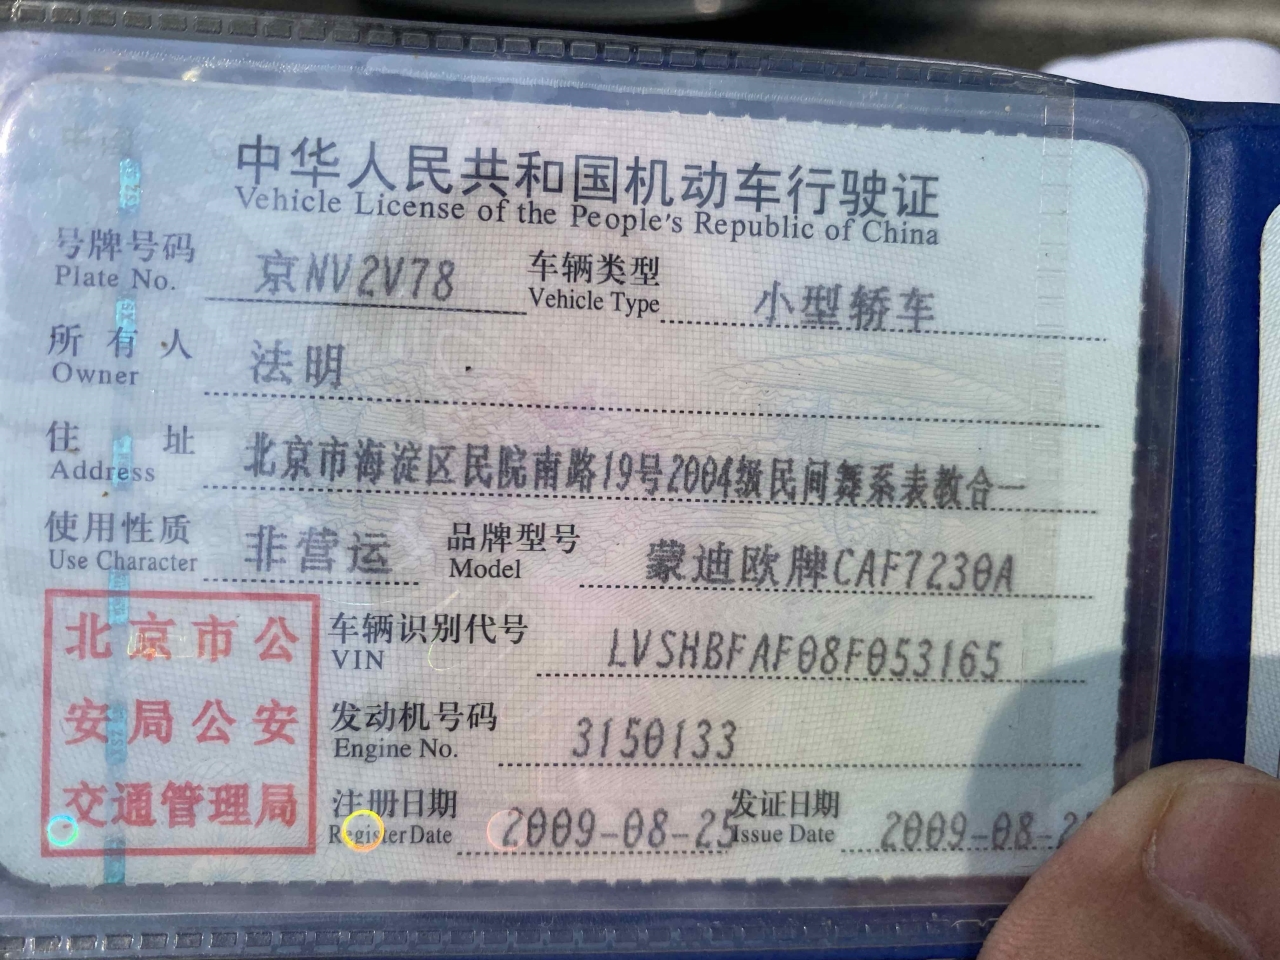 中华人民共和国机动车行驶证
Vehicle License of the People's Republic of China
号牌号码 京NV2V78 车辆类型 小型轿车
Plate No. Vehicle Type
所有人 法明
Owner
住址 北京市海淀区民院南路19号2004级民间舞系表教合一
Address
使用性质 非营运 品牌型号 蒙迪欧牌CAF7230A
Use Character Model
北京市公
安局公安
交通管理局
车辆识别代号 LVSHBFAF08F053165
VIN
发动机号码 3150133
Engine No.
注册日期 2009-08-25 发证日期 2009-08-2
Register Date Issue Date